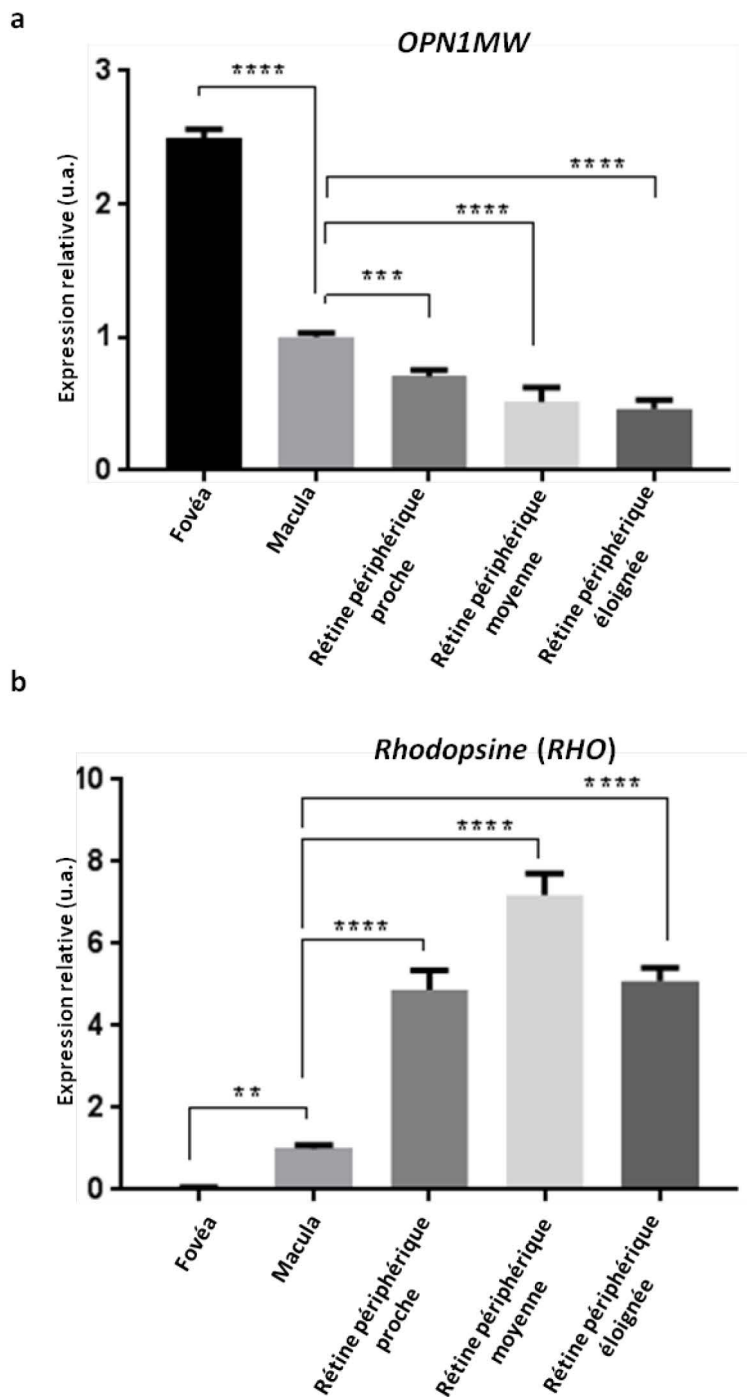 a
OPN1MW
Expression relative (u.a.)
3
2
1
0
****
****
****
***
Fovéa
Macula
Rétine périphérique
proche
Rétine périphérique
moyenne
Rétine périphérique
éloignée
b
Rhodopsine (RHO)
Expression relative (u.a.)
10
8
6
4
2
0
****
****
****
**
Fovéa
Macula
Rétine périphérique
proche
Rétine périphérique
moyenne
Rétine périphérique
éloignée